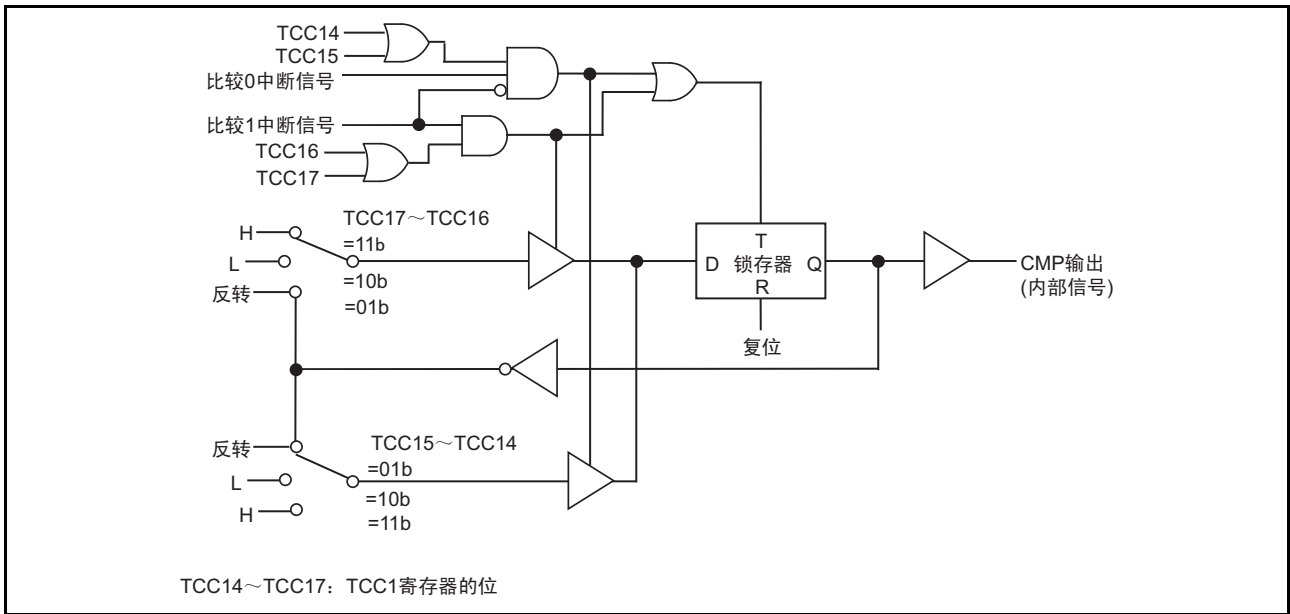 TCC14
TCC15
比较0中断信号
比较1中断信号
TCC16
TCC17
TCC17～TCC16
H
=11b
L
=10b
反转
=01b
T
D 锁存器 Q
R
复位
CMP输出
(内部信号)
TCC15～TCC14
反转
=01b
L
=10b
H
=11b
TCC14～TCC17：TCC1寄存器的位